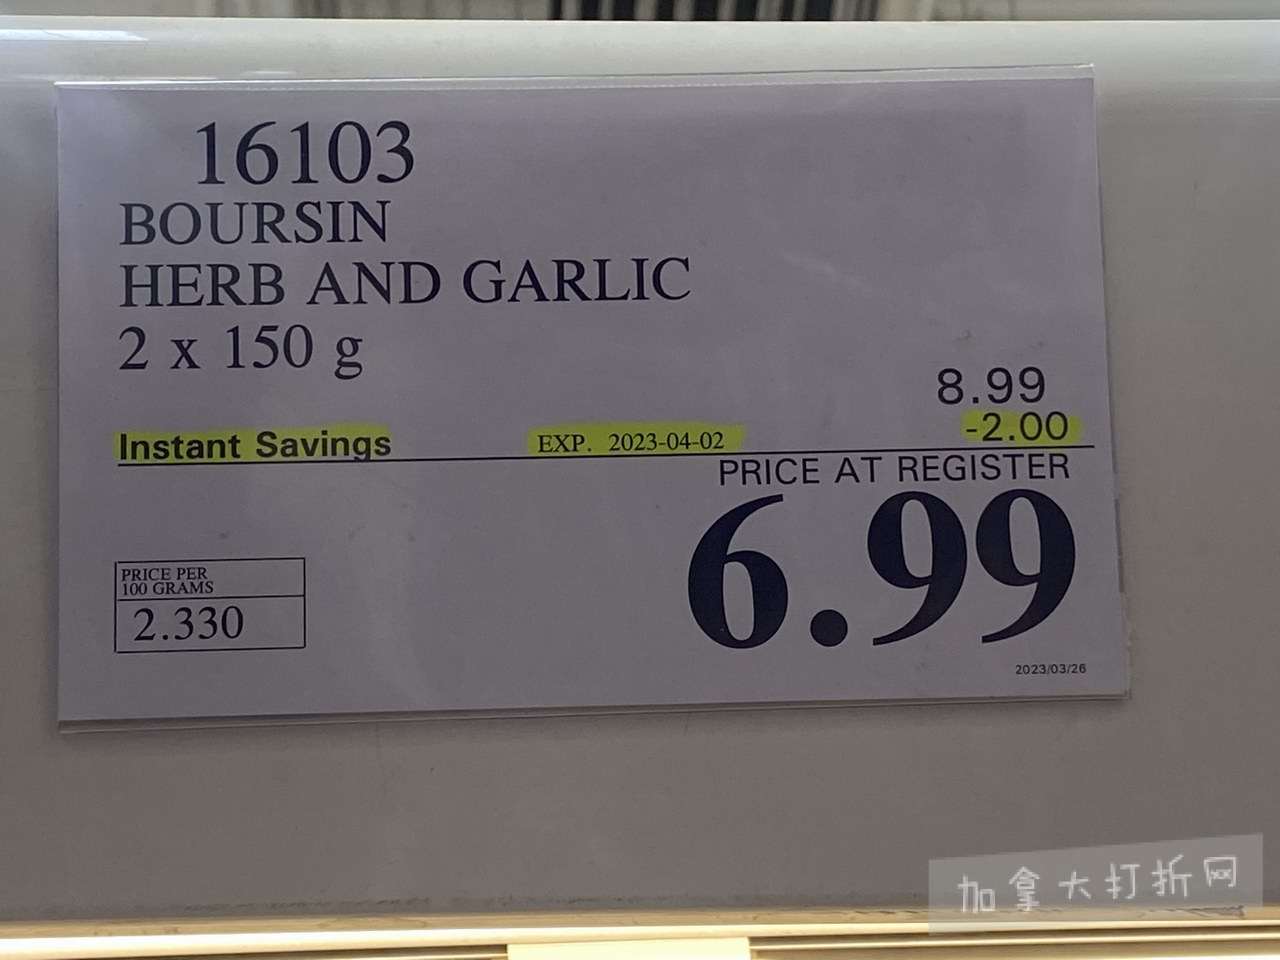 16103
BOURSIN
HERB AND GARLIC
2 x 150 g
8.99
Instant Savings EXP. 2023-04-02 -2.00
PRICE AT REGISTER
6.99
PRICE PER
100 GRAMS
2.330
2023/03/26
加拿大打折网